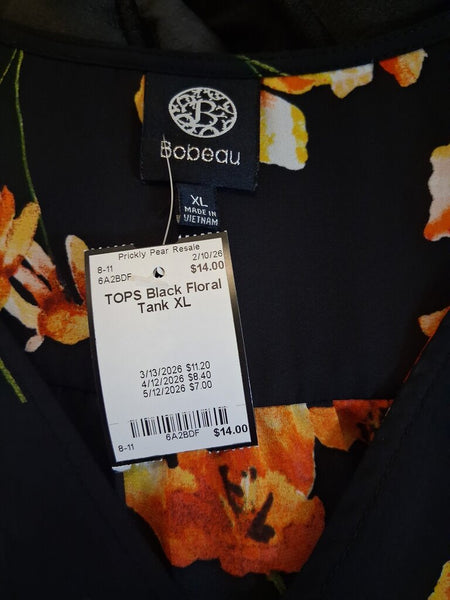 B
Bobeau
XL
MADE IN
VIETNAM
Prickly Pear Resale
8-11 2/10/26
6A2BDF $14.00
TOPS Black Floral
Tank XL
3/13/2026 $11.20
4/12/2026 $8.40
5/12/2026 $7.00
6A2BDF
8-11 $14.00